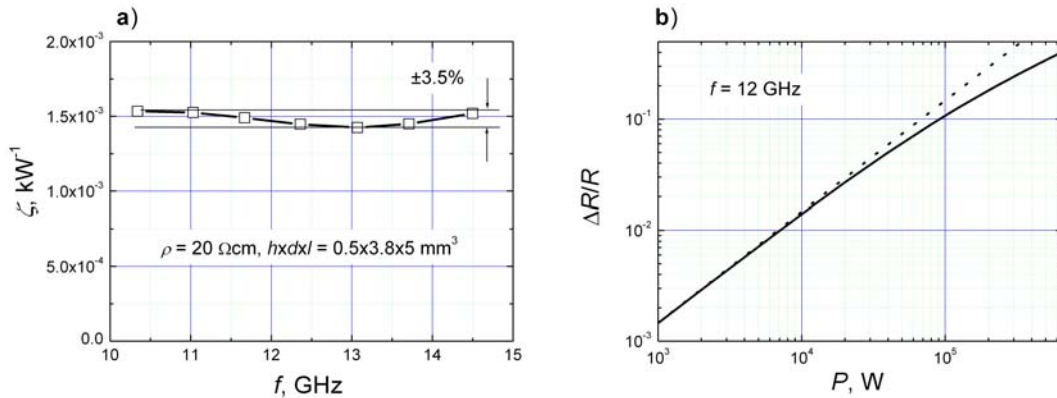 a)
2.0x10⁻³
1.5x10⁻³
1.0x10⁻³
5.0x10⁻⁴
0.0
ζ, kW⁻¹
±3.5%
ρ = 20 Ωcm, hxdxl = 0.5x3.8x5 mm³
10 11 12 13 14 15
f, GHz
b)
10⁻¹
10⁻²
10⁻³
ΔR/R
f = 12 GHz
10³ 10⁴ 10⁵
P, W